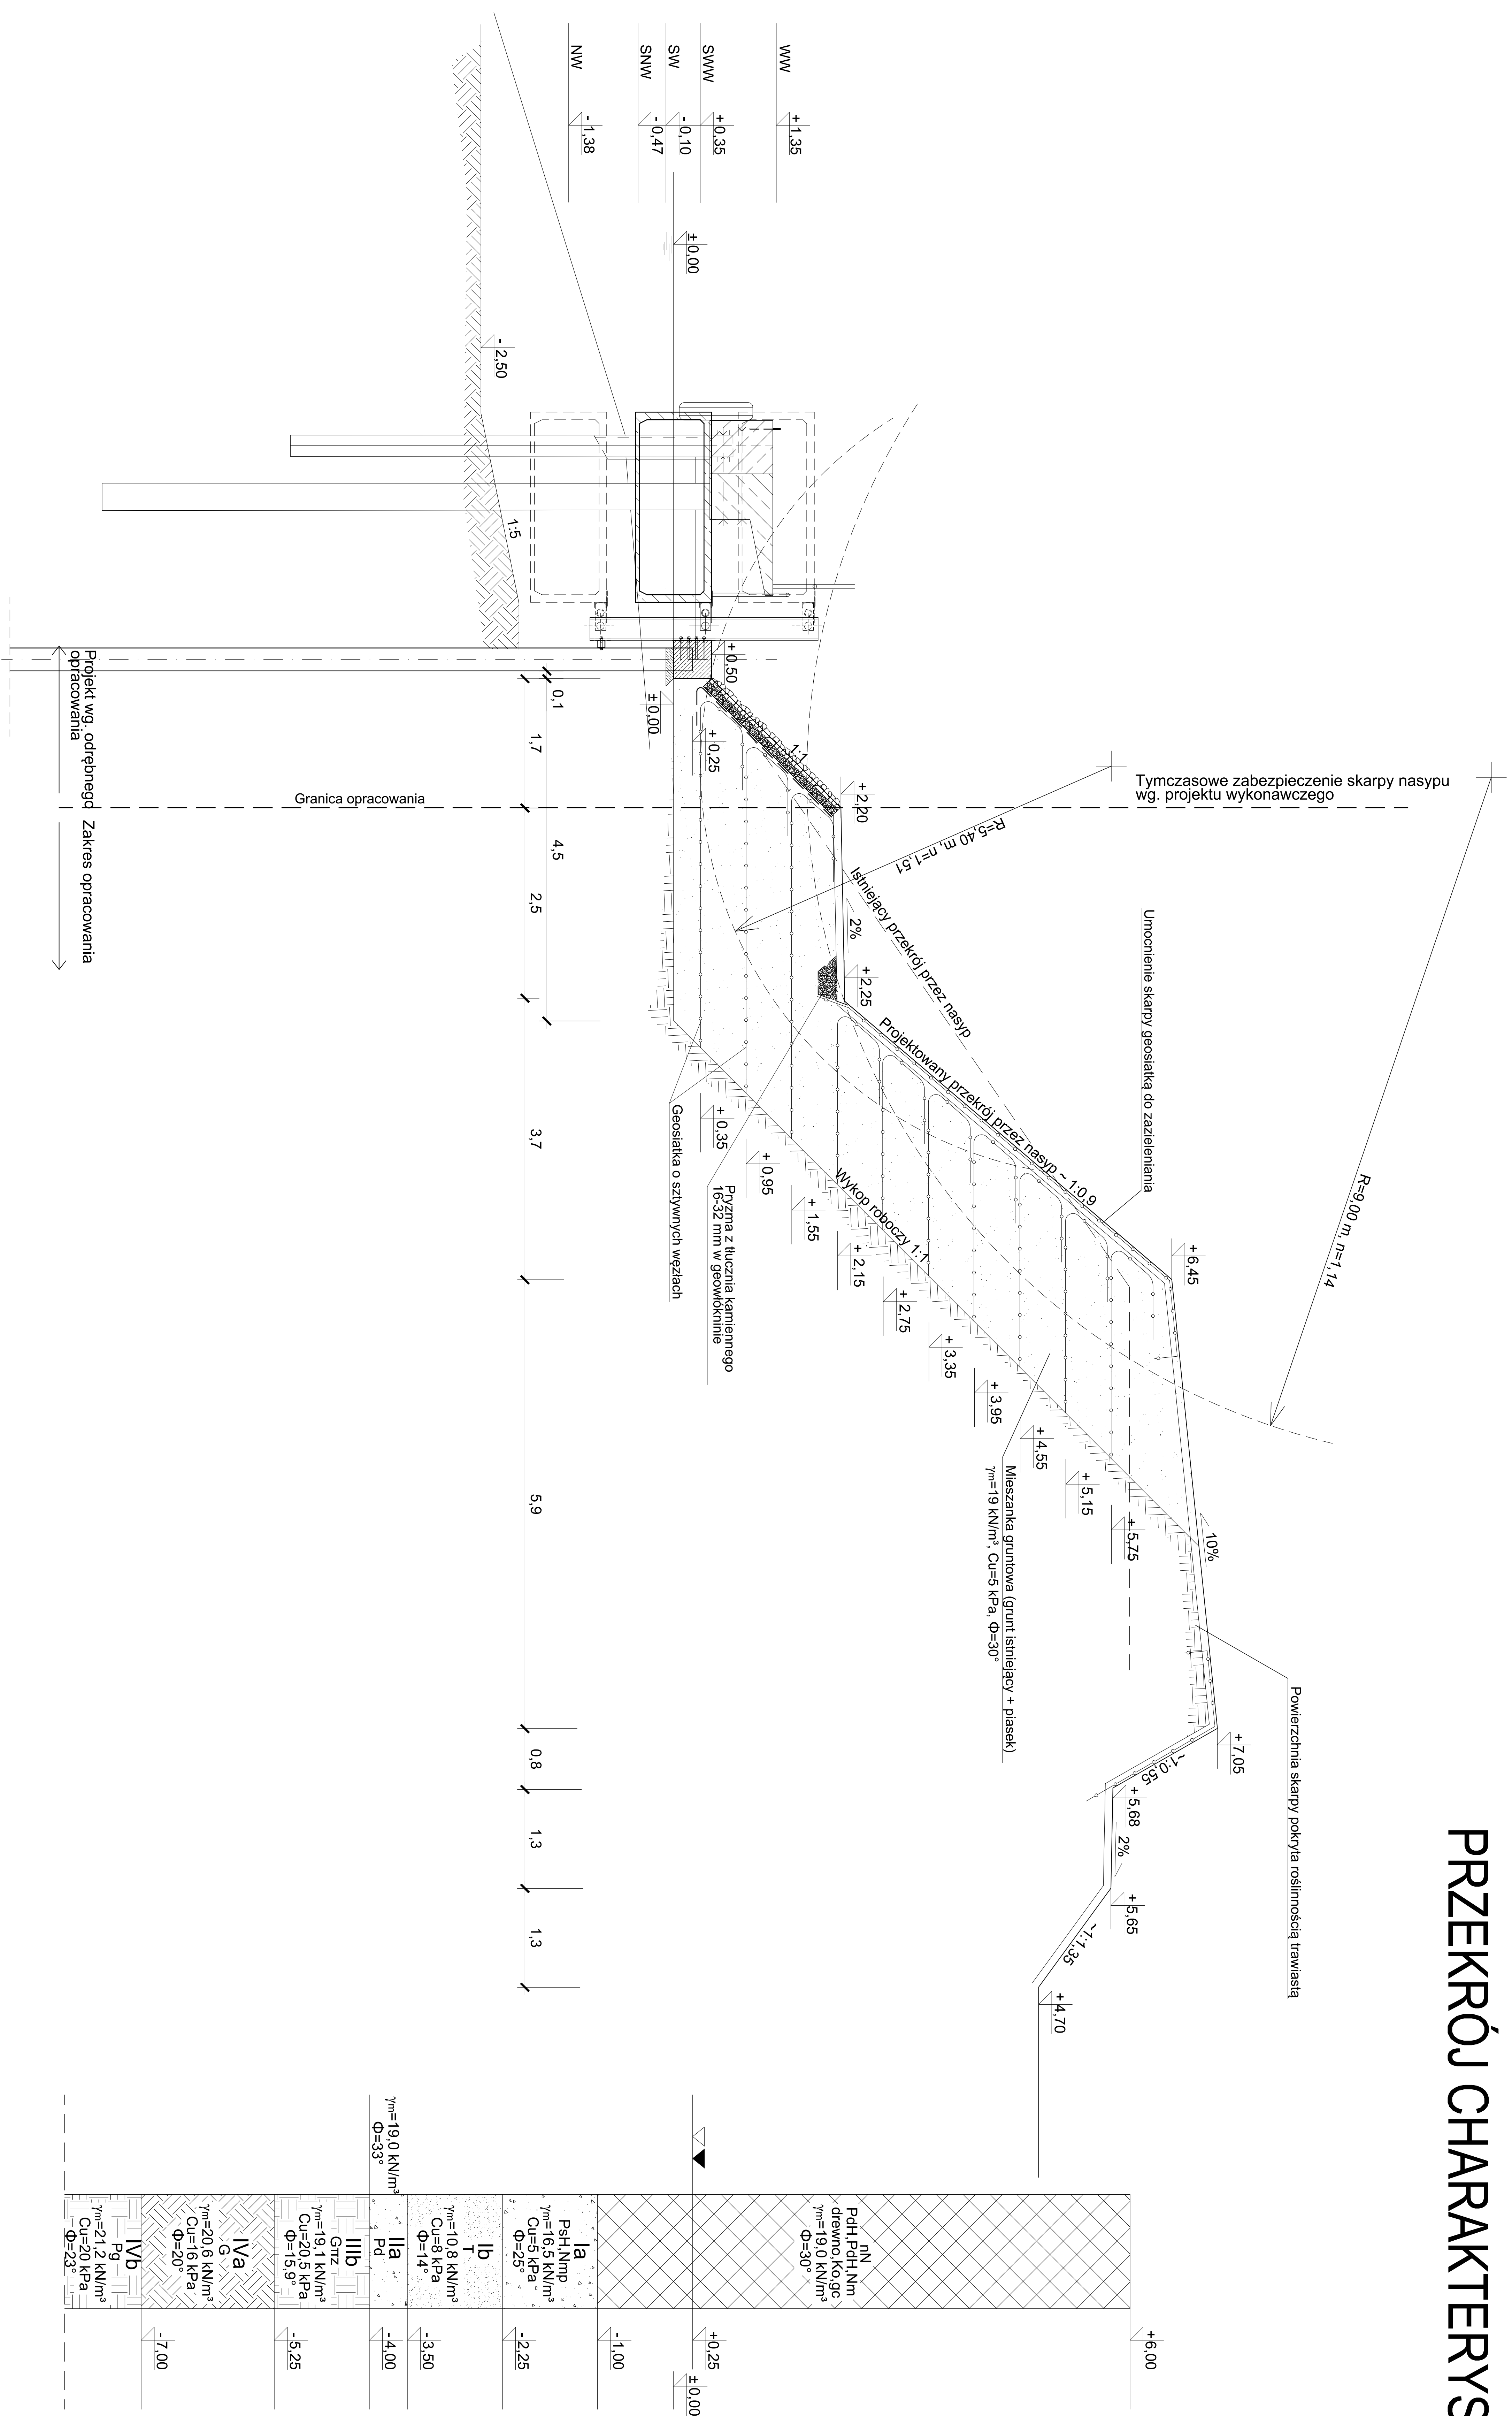 PRZEKRÓJ CHARAKTERYS
WW
+ 1,35
SWW
+ 0,35
SW
- 0,10
SNW
- 0,47
NW
- 1,38
± 0,00
- 2,50
1:5
+ 0,50
± 0,00
+ 0,25
1:1
+ 2,20
2%
+ 2,25
Tymczasowe zabezpieczenie skarpy nasypu
wg. projektu wykonawczego
Granica opracowania
R=5,40 m, n=1,51
R=9,00 m, n=1,14
Istniejący przekrój przez nasyp
Projektowany przekrój przez nasyp ~ 1:0,9
Umocnienie skarpy geosiatką do zazieleniania
Wykop roboczy 1:1
Geosiatka o sztywnych węzłach
Pryzma z tłucznia kamiennego
16-32 mm w geowłókninie
Mieszanka gruntowa (grunt istniejący + piasek)
γm=19 kN/m³, Cu=5 kPa, Φ=30°
Powierzchnia skarpy pokryta roślinnością trawiastą
+ 0,35
+ 0,95
+ 1,55
+ 2,15
+ 2,75
+ 3,35
+ 3,95
+ 4,55
+ 5,15
+ 5,75
+ 6,45
10%
+ 7,05
~1:0,55
+ 5,68
2%
+ 5,65
~1:1,35
+ 4,70
0,1
4,5
1,7
2,5
3,7
5,9
0,8
1,3
1,3
Projekt wg. odrębnego
opracowania
Zakres opracowania
nN
PdH,PdH,Nm
drewno,Ko,gc
γm=19,0 kN/m³
Φ=30°
Ia
PsH,Nmp
γm=16,5 kN/m³
Cu=5 kPa
Φ=25°
Ib
T
γm=10,8 kN/m³
Cu=8 kPa
Φ=14°
IIa
Pd
γm=19,0 kN/m³
Φ=33°
IIIb
Gπz
γm=19,1 kN/m³
Cu=20,5 kPa
Φ=15,9°
IVa
G
γm=20,6 kN/m³
Cu=16 kPa
Φ=20°
IVb
Pg
γm=21,2 kN/m³
Cu=20 kPa
Φ=23°
+6,00
+0,25
±0,00
- 1,00
- 2,25
- 3,50
- 4,00
- 5,25
- 7,00